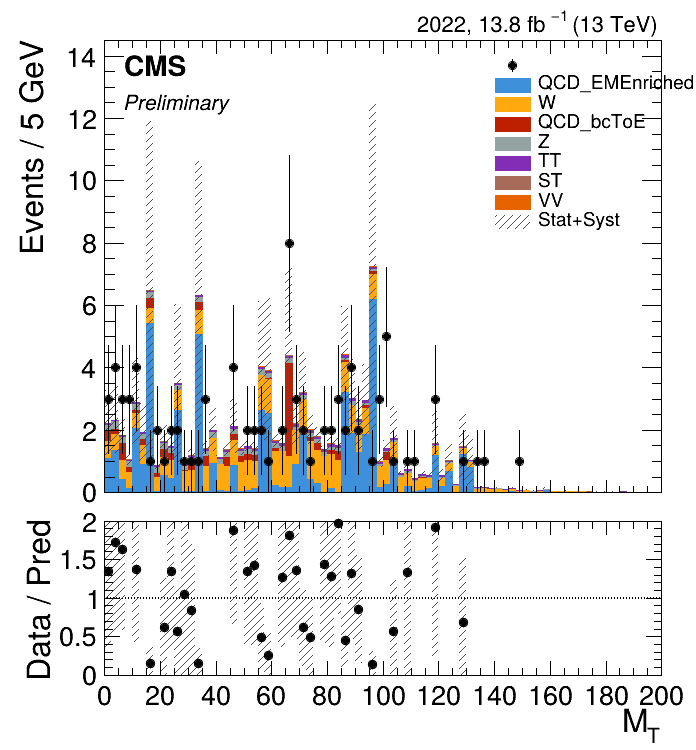 2022, 13.8 fb⁻¹ (13 TeV)
CMS
Preliminary
Events / 5 GeV
14
12
10
8
6
4
2
0
QCD_EMEnriched
W
QCD_bcToE
Z
TT
ST
VV
Stat+Syst
Data / Pred
2
1.5
1
0.5
0
0 20 40 60 80 100 120 140 160 180 200
M_T